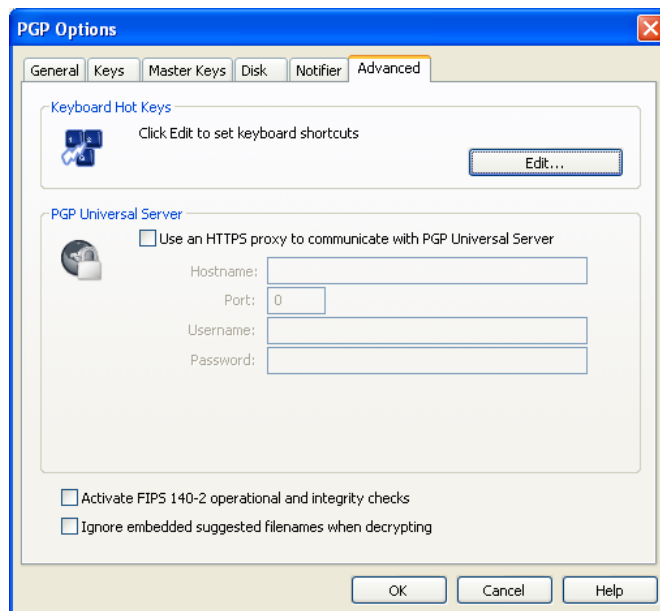 PGP Options
General Keys Master Keys Disk Notifier Advanced
Keyboard Hot Keys
Click Edit to set keyboard shortcuts
Edit...
PGP Universal Server
Use an HTTPS proxy to communicate with PGP Universal Server
Hostname:
Port: 0
Username:
Password:
Activate FIPS 140-2 operational and integrity checks
Ignore embedded suggested filenames when decrypting
OK Cancel Help